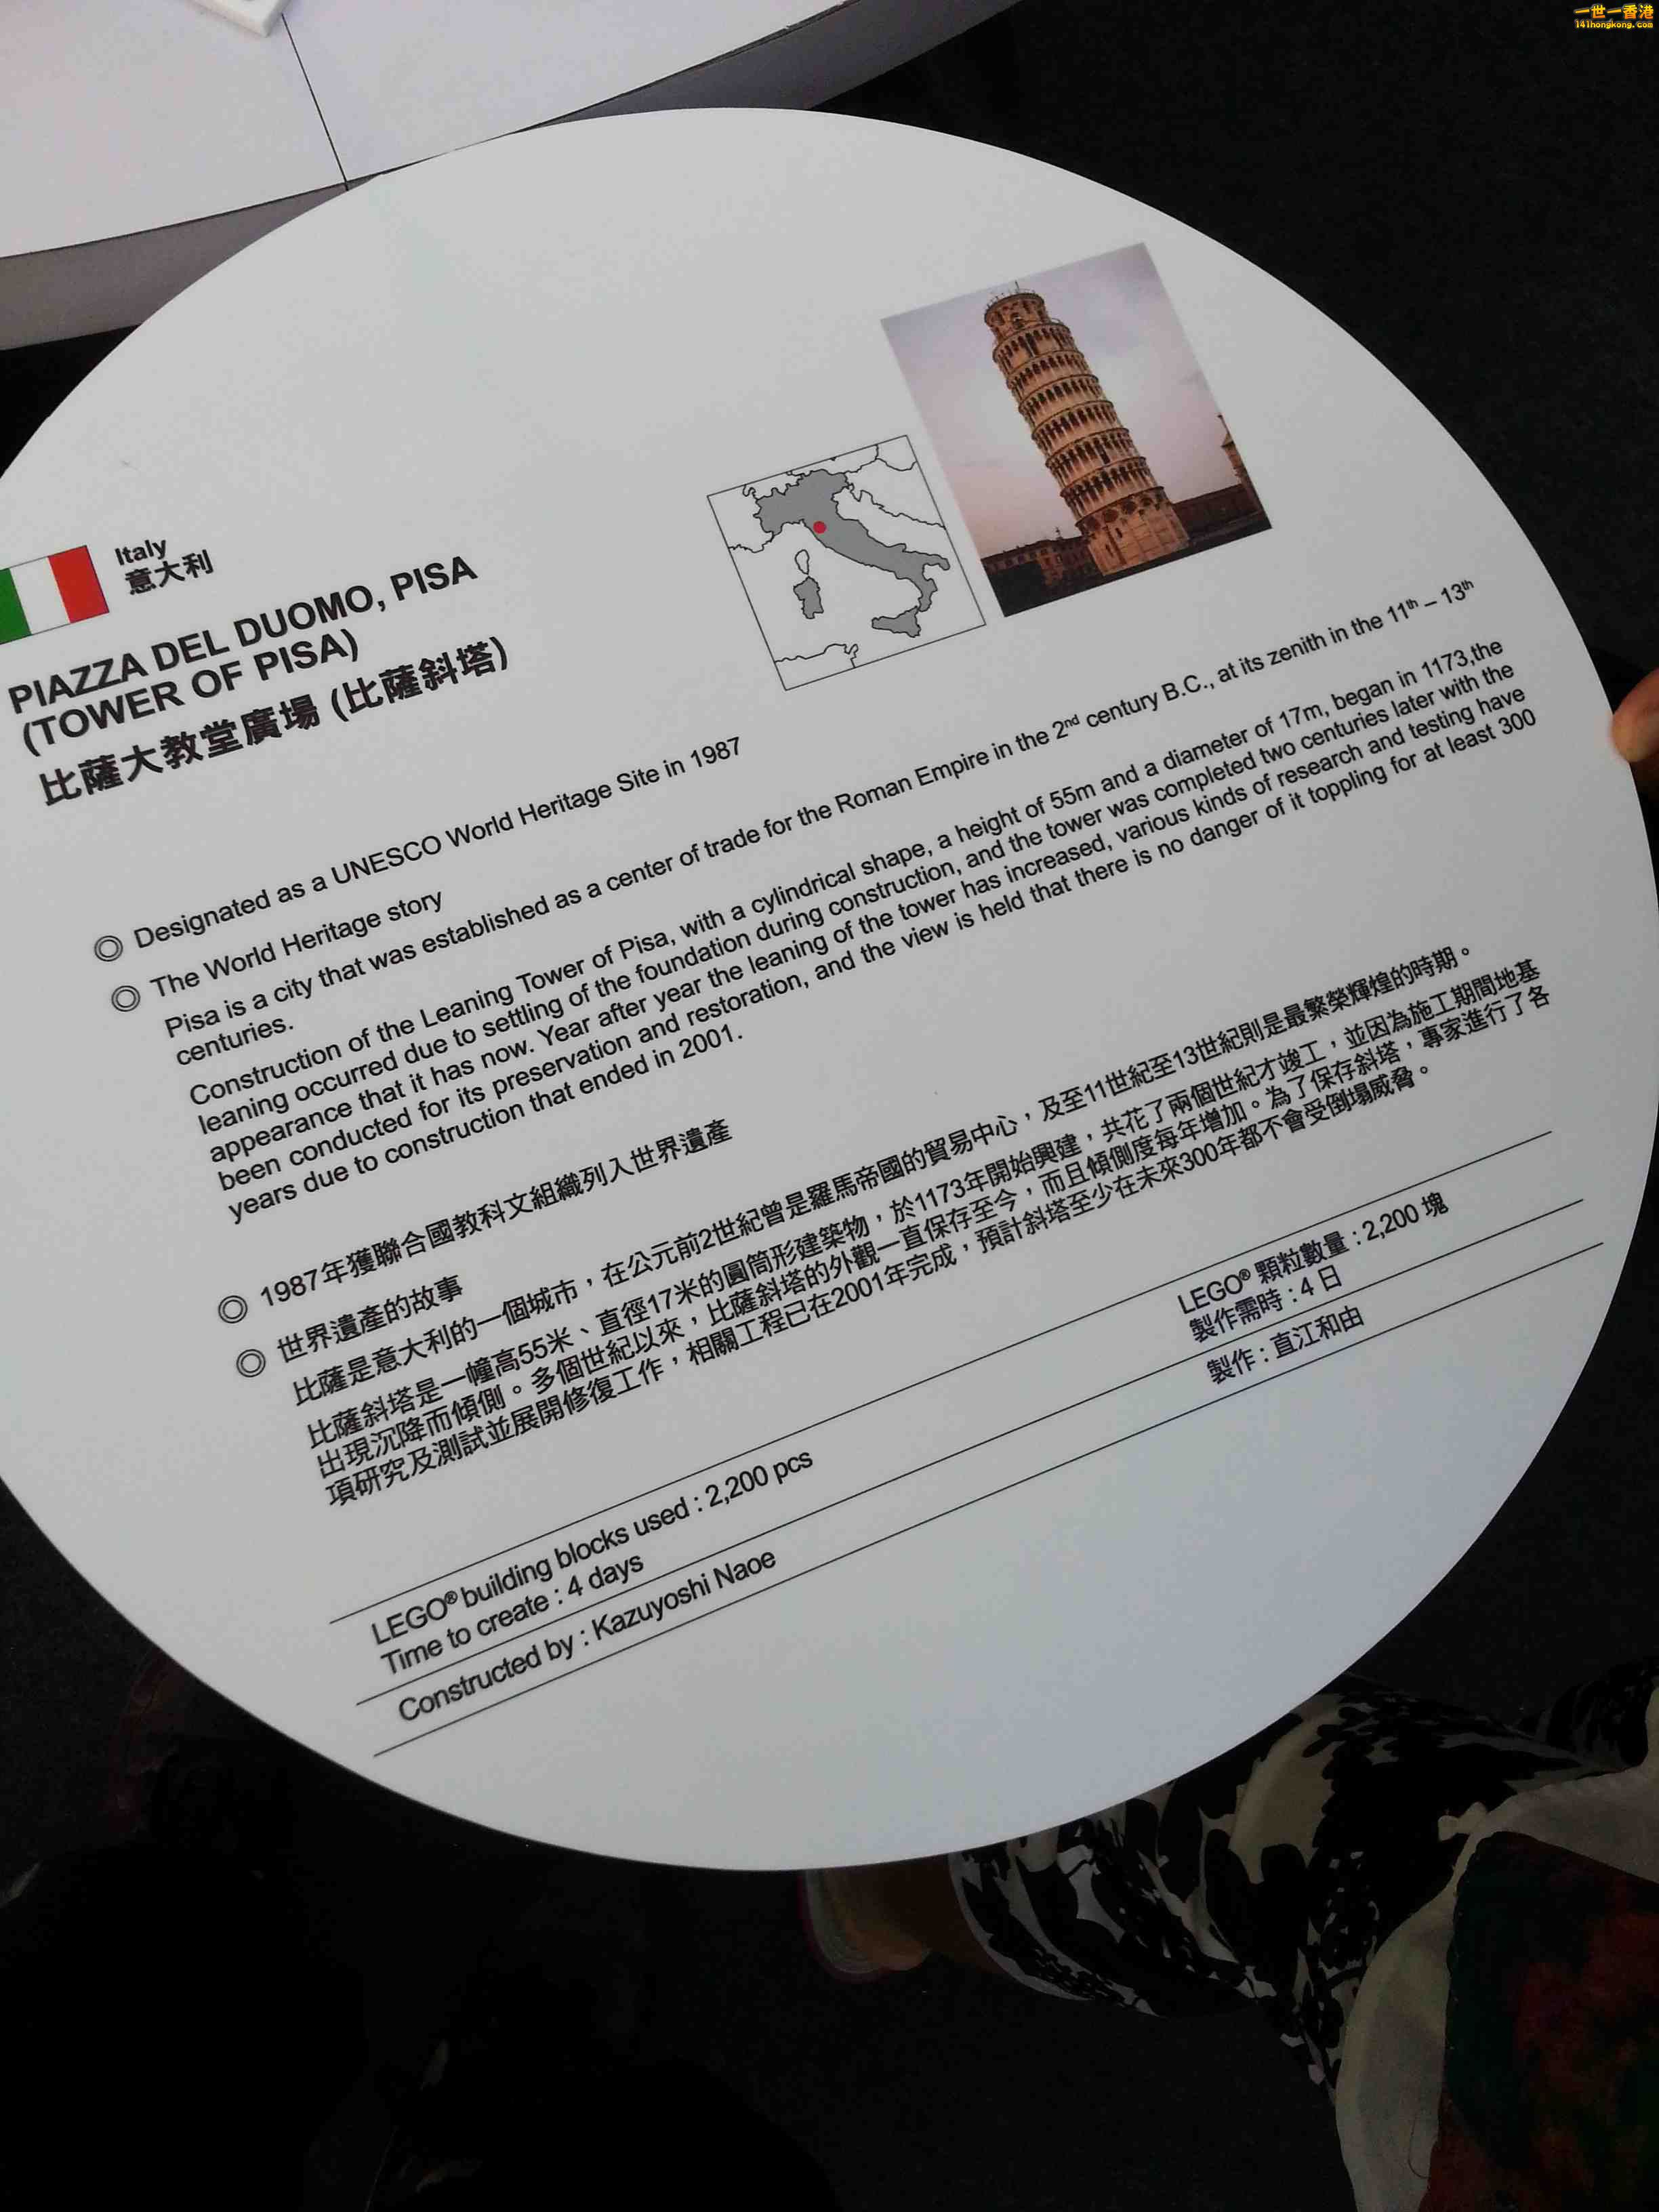 一世一香港
141hongkong.com
Italy
意大利
PIAZZA DEL DUOMO, PISA
(TOWER OF PISA)
比薩大教堂廣場 (比薩斜塔)
◎ Designated as a UNESCO World Heritage Site in 1987
◎ The World Heritage story
Pisa is a city that was established as a center of trade for the Roman Empire in the 2nd century B.C., at its zenith in the 11th – 13th
centuries.
Construction of the Leaning Tower of Pisa, with a cylindrical shape, a height of 55m and a diameter of 17m, began in 1173,the
leaning occurred due to settling of the foundation during construction, and the tower was completed two centuries later with the
appearance that it has now. Year after year the leaning of the tower has increased, various kinds of research and testing have
been conducted for its preservation and restoration, and the view is held that there is no danger of it toppling for at least 300
years due to construction that ended in 2001.
◎ 1987年獲聯合國教科文組織列入世界遺產
◎ 世界遺產的故事
比薩是意大利的一個城市，在公元前2世紀曾是羅馬帝國的貿易中心，及至11世紀至13世紀則是最繁榮輝煌的時期。
比薩斜塔是一幢高55米、直徑17米的圓筒形建築物，於1173年開始興建，共花了兩個世紀才竣工，並因為施工期間地基
出現沉降而傾側。多個世紀以來，比薩斜塔的外觀一直保存至今，而且傾側度每年增加。為了保存斜塔，專家進行了各
項研究及測試並展開修復工作，相關工程已在2001年完成，預計斜塔至少在未來300年都不會受倒塌威脅。
LEGO® building blocks used : 2,200 pcs
Time to create : 4 days
Constructed by : Kazuyoshi Naoe
LEGO® 顆粒數量 : 2,200 塊
製作需時 : 4 日
製作 : 直江和由